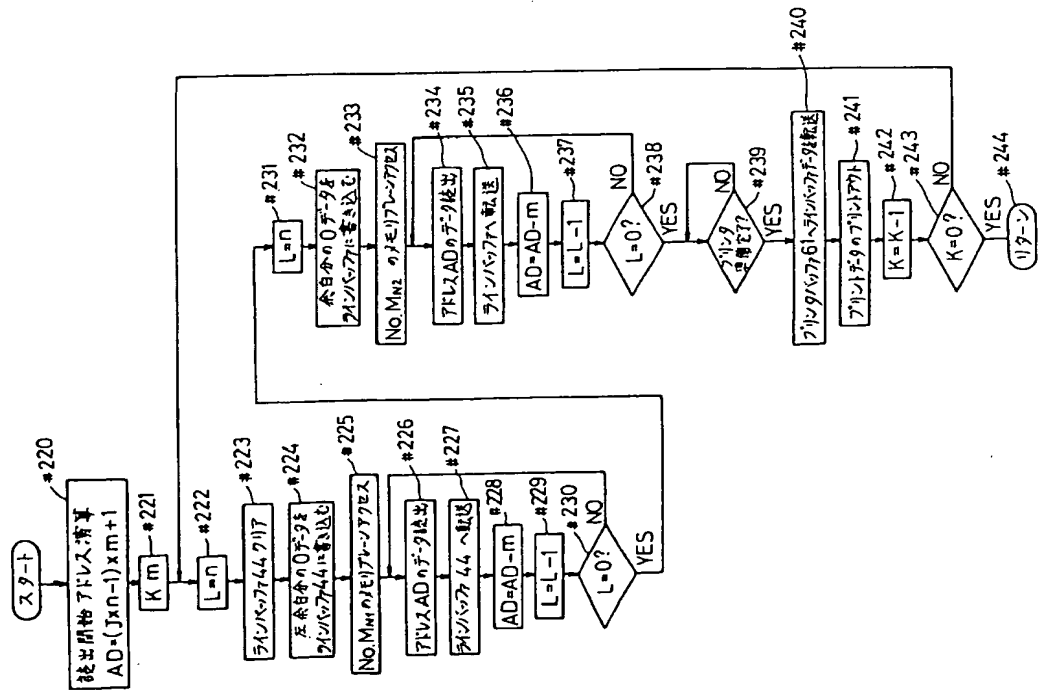 スタート
#220
読出開始アドレス演算
AD=(J×n-1)×m+1
#221
K m
#222
L=n
#223
ラインバッファ44クリア
#224
左余白分の0データを
ラインバッファ44に書き込む
#225
No.MN1のメモリプレーンアクセス
#226
アドレスADのデータ読出
#227
ラインバッファ44へ転送
#228
AD=AD-m
#229
L=L-1
#230
L=0?
NO
YES
#231
L=n
#232
余白分の0データを
ラインバッファに書き込む
#233
No.MN2のメモリプレーンアクセス
#234
アドレスADのデータ読出
#235
ラインバッファへ転送
#236
AD=AD-m
#237
L=L-1
#238
L=0?
NO
YES
#239
プリンタ
準備完了?
NO
YES
#240
プリンタバッファ61へラインバッファデータを転送
#241
プリントデータのプリントアウト
#242
K=K-1
#243
K=0?
NO
YES
#244
リターン